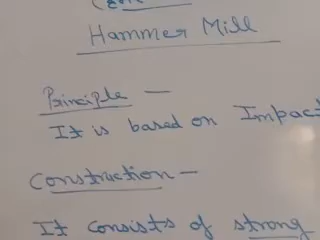 Hammer Mill
Principle —
It is based on Impact
Construction —
It consists of strong